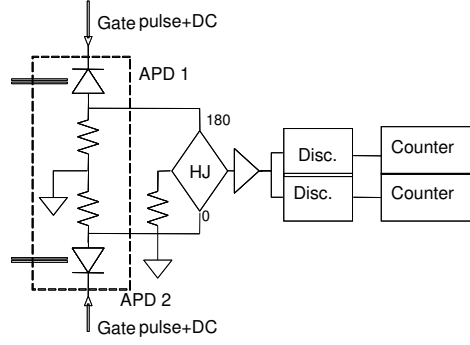 Gate pulse+DC
APD 1
180
HJ
Disc.
Counter
Disc.
Counter
0
APD 2
Gate pulse+DC